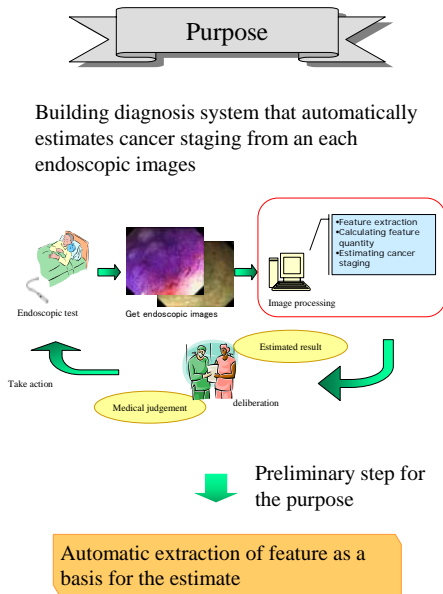 Purpose
Building diagnosis system that automatically
estimates cancer staging from an each
endoscopic images
•Feature extraction
•Calculating feature
quantity
•Estimating cancer
staging
Endoscopic test
Get endoscopic images
Image processing
Estimated result
Take action
Medical judgement
deliberation
Preliminary step for
the purpose
Automatic extraction of feature as a
basis for the estimate